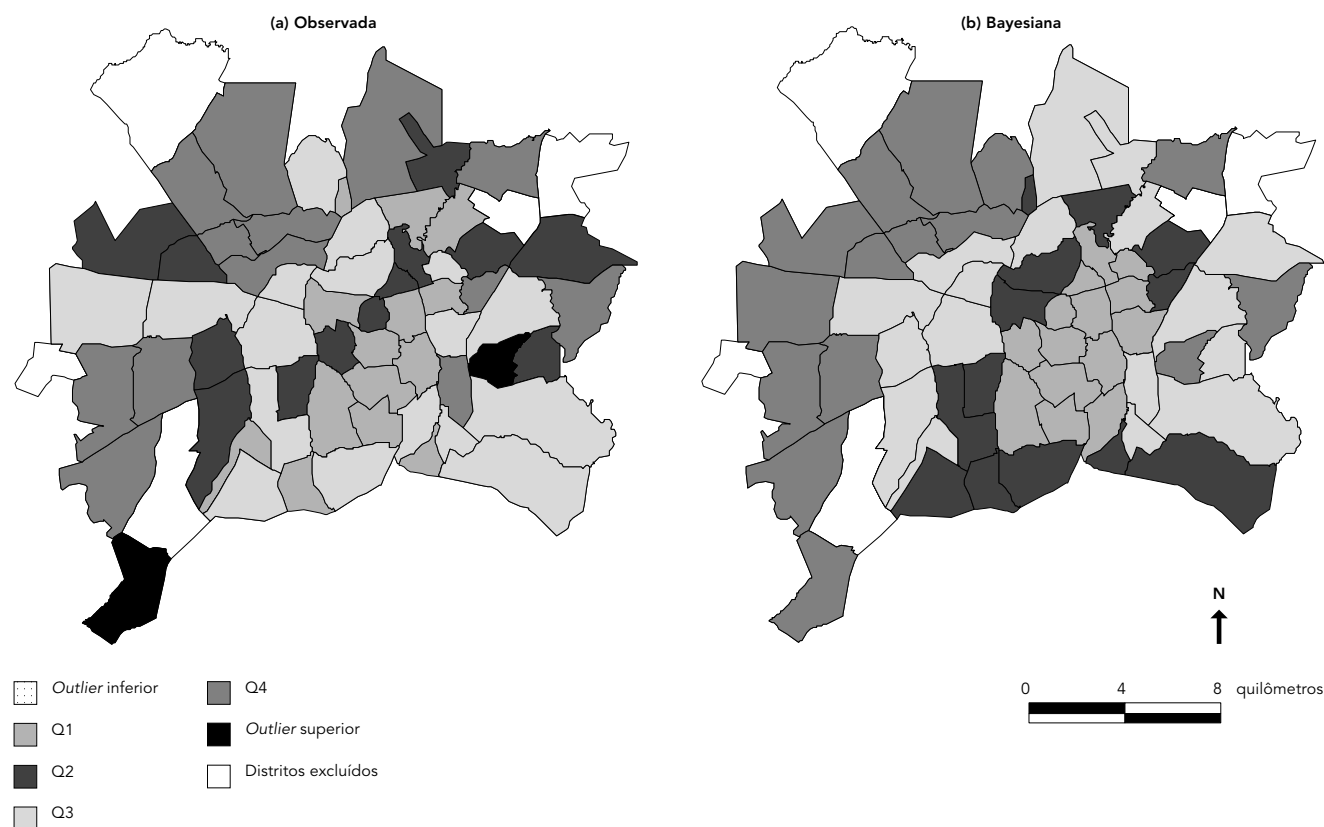 (a) Observada
(b) Bayesiana
N
0 4 8 quilômetros
Outlier inferior
Q1
Q2
Q3
Q4
Outlier superior
Distritos excluídos